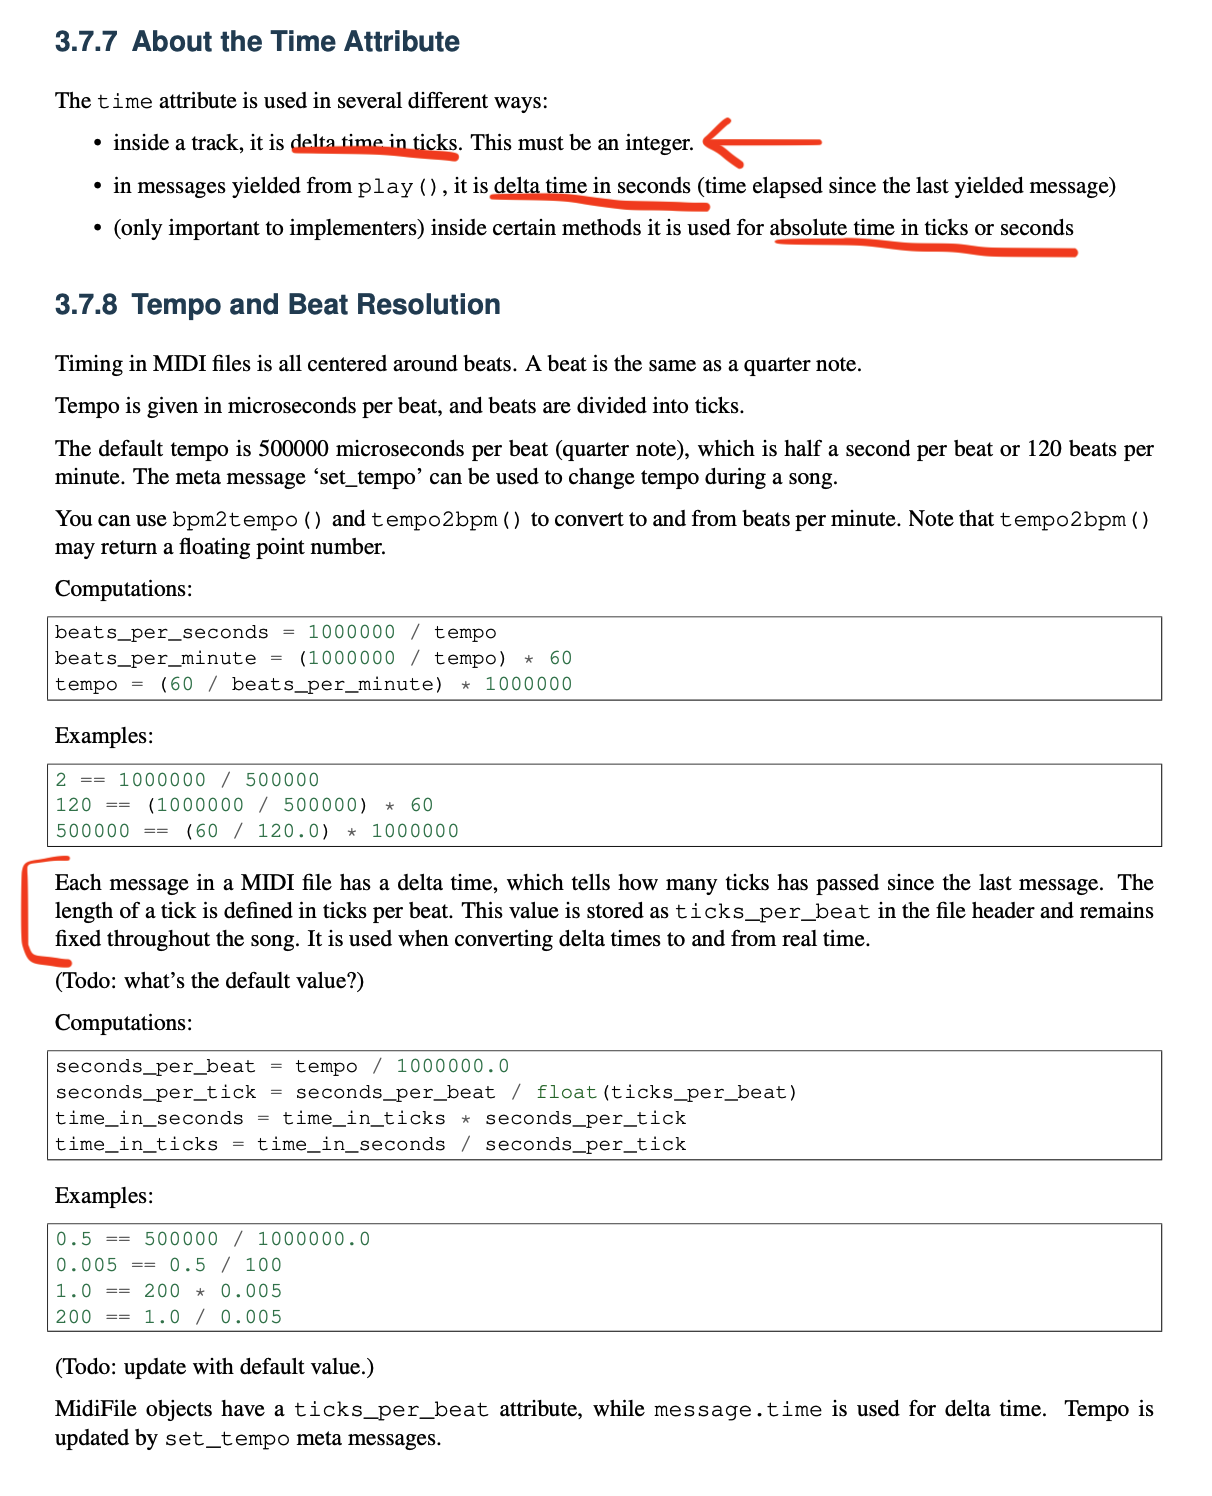 3.7.7 About the Time Attribute
The time attribute is used in several different ways:
• inside a track, it is delta time in ticks. This must be an integer.
• in messages yielded from play(), it is delta time in seconds (time elapsed since the last yielded message)
• (only important to implementers) inside certain methods it is used for absolute time in ticks or seconds
3.7.8 Tempo and Beat Resolution
Timing in MIDI files is all centered around beats. A beat is the same as a quarter note.
Tempo is given in microseconds per beat, and beats are divided into ticks.
The default tempo is 500000 microseconds per beat (quarter note), which is half a second per beat or 120 beats per
minute. The meta message ‘set_tempo’ can be used to change tempo during a song.
You can use bpm2tempo() and tempo2bpm() to convert to and from beats per minute. Note that tempo2bpm()
may return a floating point number.
Computations:
beats_per_seconds = 1000000 / tempo
beats_per_minute = (1000000 / tempo) * 60
tempo = (60 / beats_per_minute) * 1000000
Examples:
2 == 1000000 / 500000
120 == (1000000 / 500000) * 60
500000 == (60 / 120.0) * 1000000
Each message in a MIDI file has a delta time, which tells how many ticks has passed since the last message. The
length of a tick is defined in ticks per beat. This value is stored as ticks_per_beat in the file header and remains
fixed throughout the song. It is used when converting delta times to and from real time.
(Todo: what’s the default value?)
Computations:
seconds_per_beat = tempo / 1000000.0
seconds_per_tick = seconds_per_beat / float(ticks_per_beat)
time_in_seconds = time_in_ticks * seconds_per_tick
time_in_ticks = time_in_seconds / seconds_per_tick
Examples:
0.5 == 500000 / 1000000.0
0.005 == 0.5 / 100
1.0 == 200 * 0.005
200 == 1.0 / 0.005
(Todo: update with default value.)
MidiFile objects have a ticks_per_beat attribute, while message.time is used for delta time. Tempo is
updated by set_tempo meta messages.